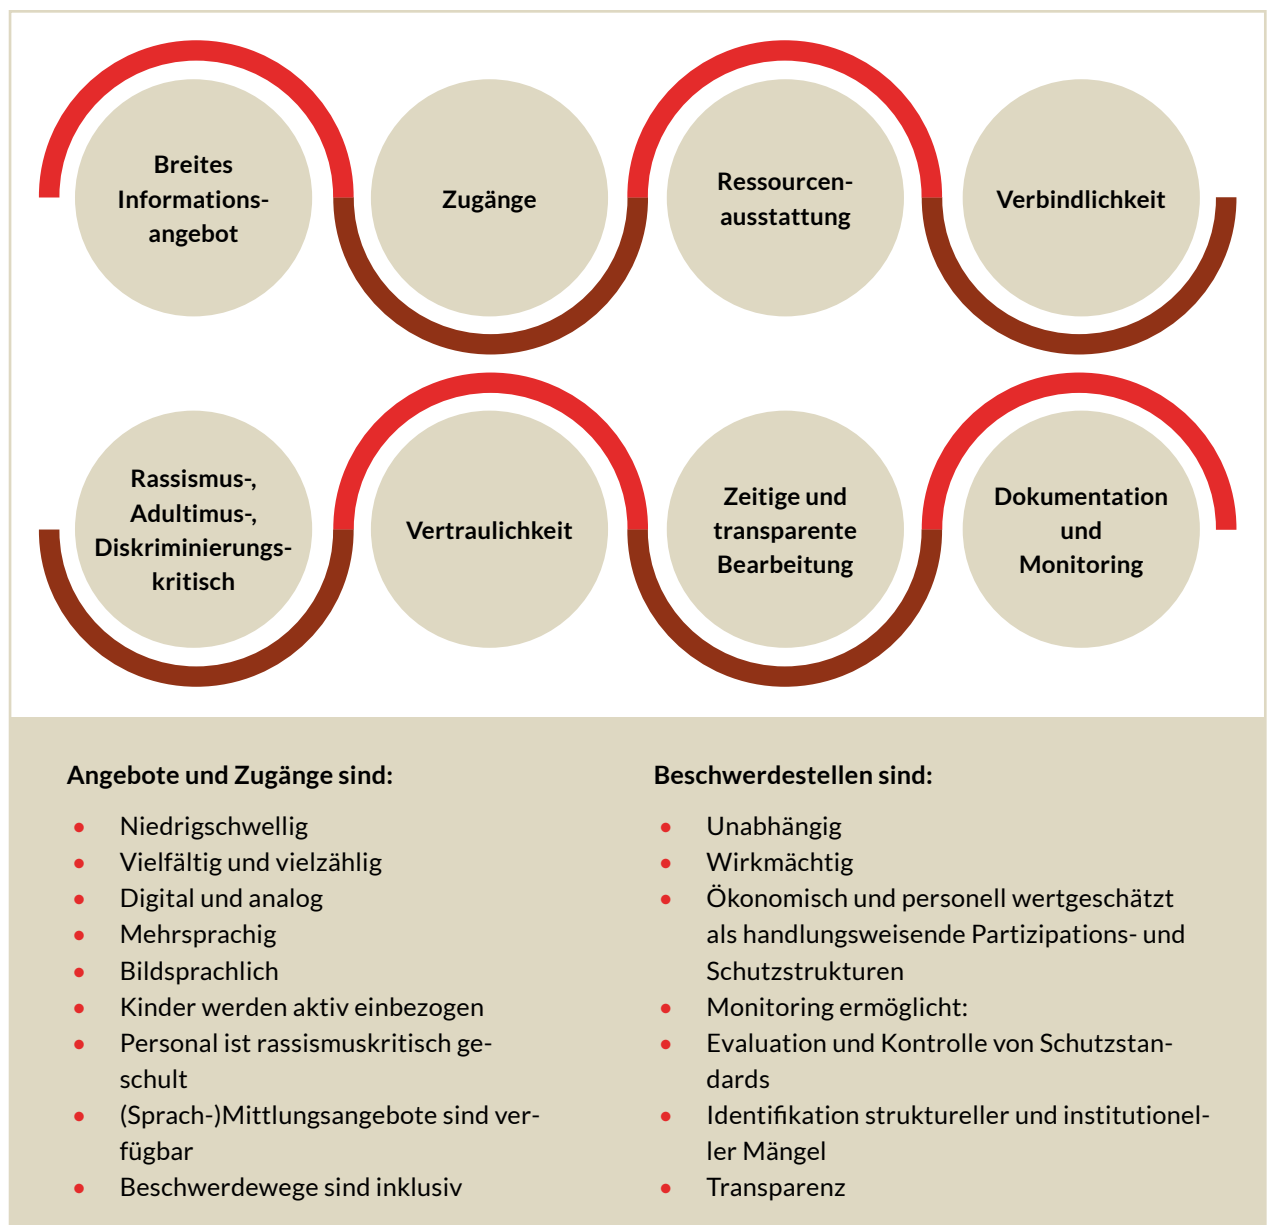 Breites
Informations-
angebot
Zugänge
Ressourcen-
ausstattung
Verbindlichkeit
Rassismus-,
Adultimus-,
Diskriminierungs-
kritisch
Vertraulichkeit
Zeitige und
transparente
Bearbeitung
Dokumentation
und
Monitoring
Angebote und Zugänge sind:
• Niedrigschwellig
• Vielfältig und vielzählig
• Digital und analog
• Mehrsprachig
• Bildsprachlich
• Kinder werden aktiv einbezogen
• Personal ist rassismuskritisch ge-
schult
• (Sprach-)Mittlungsangebote sind ver-
fügbar
• Beschwerdewege sind inklusiv
Beschwerdestellen sind:
• Unabhängig
• Wirkmächtig
• Ökonomisch und personell wertgeschätzt
als handlungsweisende Partizipations- und
Schutzstrukturen
• Monitoring ermöglicht:
• Evaluation und Kontrolle von Schutzstan-
dards
• Identifikation struktureller und institutionel-
ler Mängel
• Transparenz